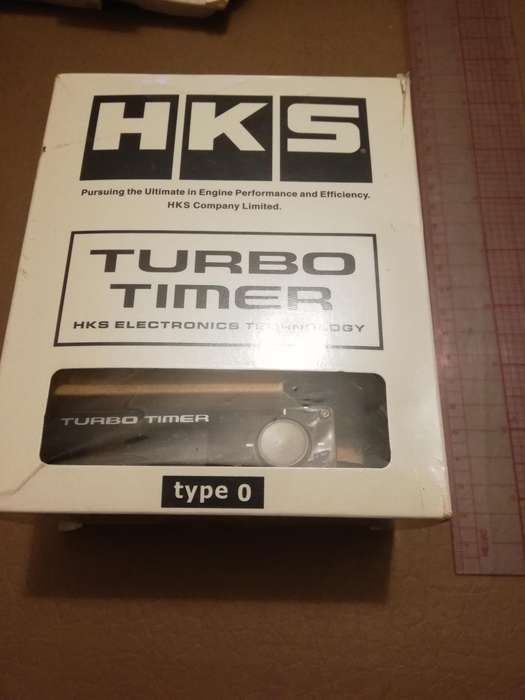 HKS
Pursuing the Ultimate in Engine Performance and Efficiency.
HKS Company Limited.
TURBO
TIMER
HKS ELECTRONICS TECHNOLOGY
TURBO TIMER
type 0